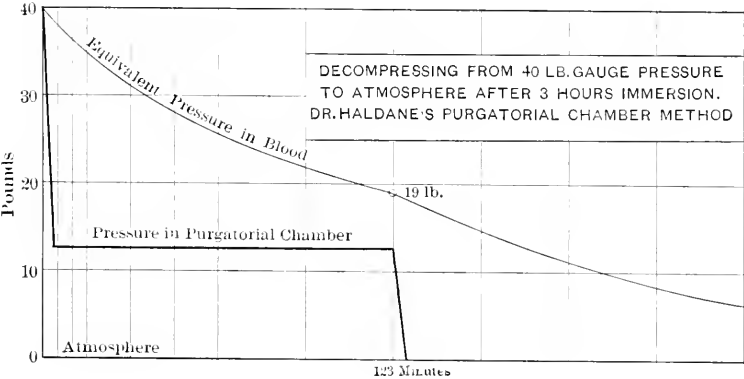 40
Equivalent Pressure in Blood
DECOMPRESSING FROM 40 LB. GAUGE PRESSURE
TO ATMOSPHERE AFTER 3 HOURS IMMERSION.
DR. HALDANE'S PURGATORIAL CHAMBER METHOD
30
Pounds
20
19 lb.
Pressure in Purgatorial Chamber
10
Atmosphere
0
123 Minutes